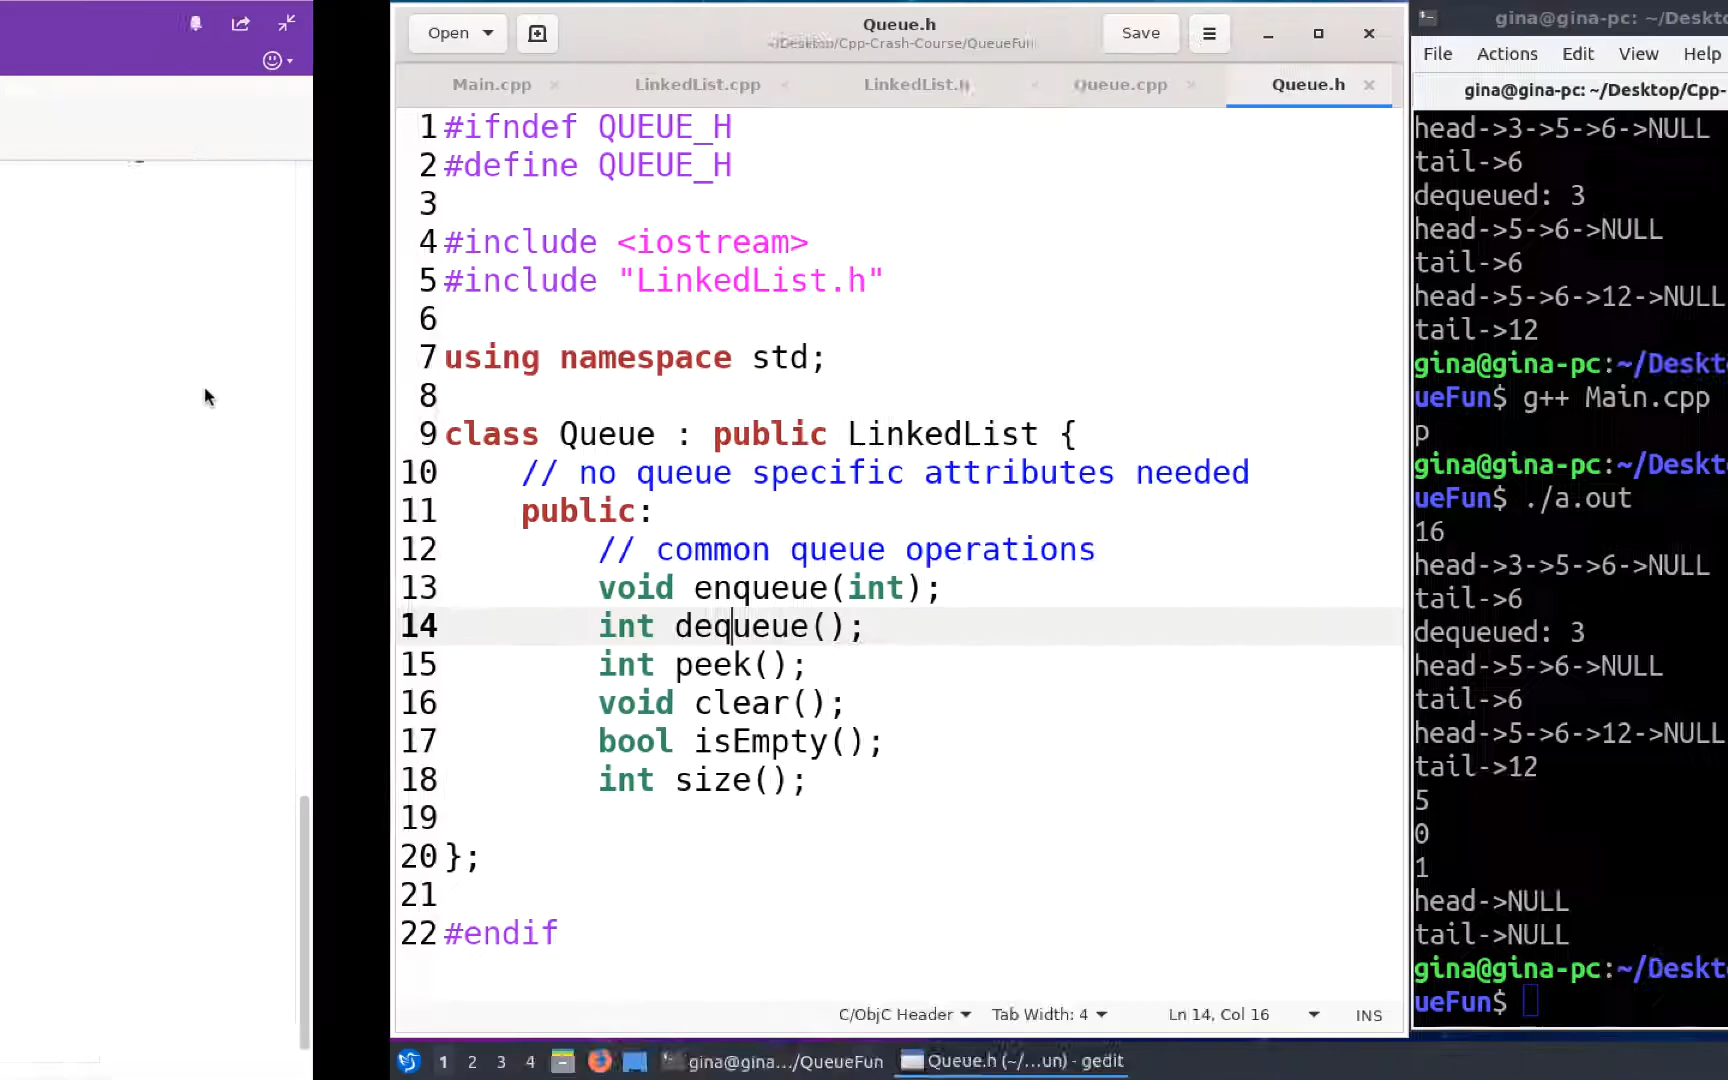 Open
Queue.h
~/Desktop/Cpp-Crash-Course/QueueFun
Save
Main.cpp
LinkedList.cpp
LinkedList.h
Queue.cpp
Queue.h
1 #ifndef QUEUE_H
2 #define QUEUE_H
3
4 #include <iostream>
5 #include "LinkedList.h"
6
7 using namespace std;
8
9 class Queue : public LinkedList {
10 // no queue specific attributes needed
11 public:
12 // common queue operations
13 void enqueue(int);
14 int dequeue();
15 int peek();
16 void clear();
17 bool isEmpty();
18 int size();
19
20 };
21
22 #endif
C/ObjC Header
Tab Width: 4
Ln 14, Col 16
INS
gina@gina-pc: ~/Deskto
File Actions Edit View Help
gina@gina-pc: ~/Desktop/Cpp-
head->3->5->6->NULL
tail->6
dequeued: 3
head->5->6->NULL
tail->6
head->5->6->12->NULL
tail->12
gina@gina-pc:~/Deskt
ueFun$ g++ Main.cpp
p
gina@gina-pc:~/Deskt
ueFun$ ./a.out
16
head->3->5->6->NULL
tail->6
dequeued: 3
head->5->6->NULL
tail->6
head->5->6->12->NULL
tail->12
5
0
1
head->NULL
tail->NULL
gina@gina-pc:~/Deskt
ueFun$
1 2 3 4
gina@gina.../QueueFun
Queue.h (~/...un) - gedit